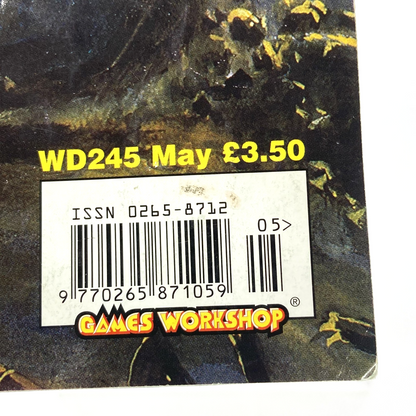 WD245 May £3.50
ISSN 0265-8712
05>
9 770265 871059
GAMES WORKSHOP ®